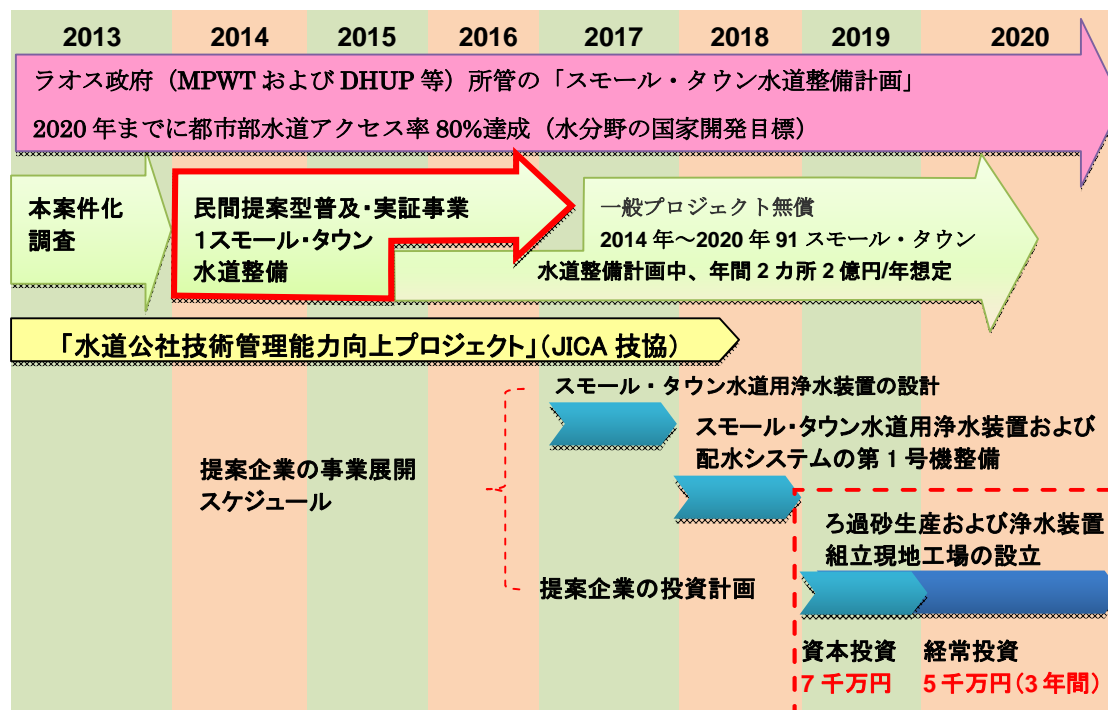 2013 2014 2015 2016 2017 2018 2019 2020
ラオス政府（MPWT および DHUP 等）所管の「スモール・タウン水道整備計画」
2020 年までに都市部水道アクセス率 80%達成（水分野の国家開発目標）
本案件化
調査
民間提案型普及・実証事業
1スモール・タウン
水道整備
一般プロジェクト無償
2014 年～2020 年 91 スモール・タウン
水道整備計画中、年間 2 カ所 2 億円/年想定
「水道公社技術管理能力向上プロジェクト」（JICA 技協）
スモール・タウン水道用浄水装置の設計
スモール・タウン水道用浄水装置および
配水システムの第 1 号機整備
提案企業の事業展開
スケジュール
ろ過砂生産および浄水装置
組立現地工場の設立
提案企業の投資計画
資本投資 経常投資
7 千万円 5 千万円（3 年間）